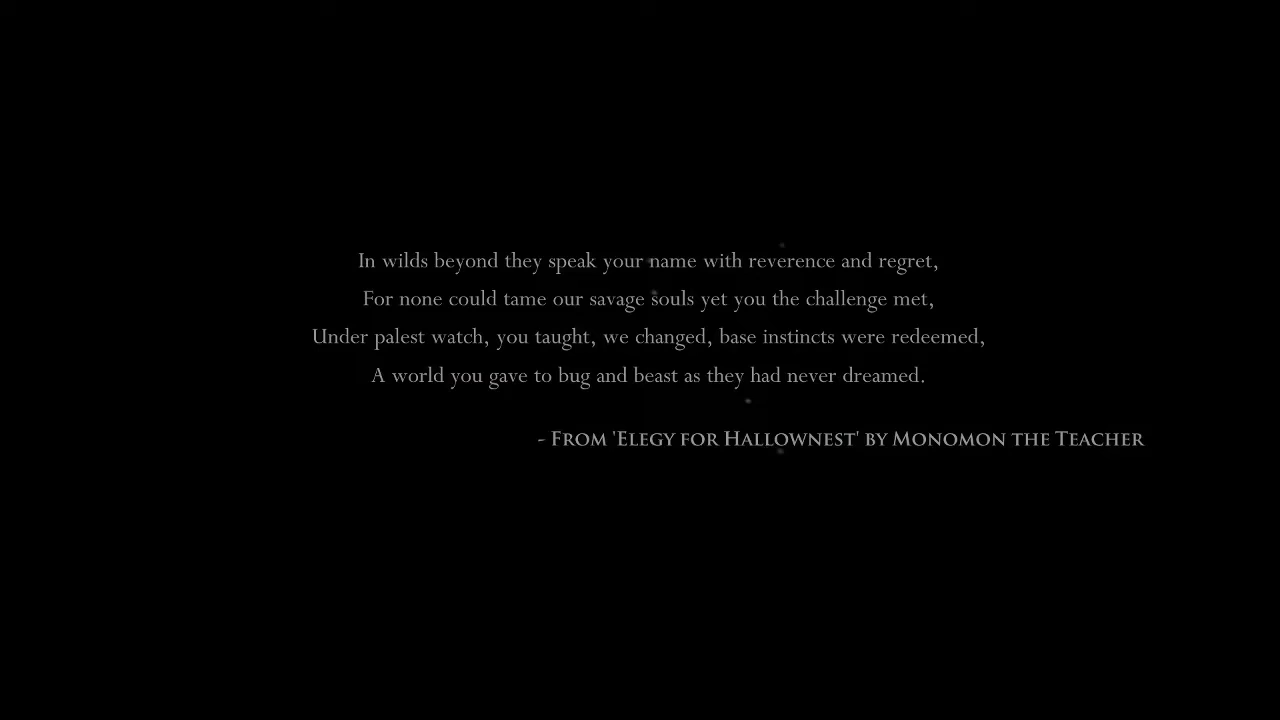 In wilds beyond they speak your name with reverence and regret,
For none could tame our savage souls yet you the challenge met,
Under palest watch, you taught, we changed, base instincts were redeemed,
A world you gave to bug and beast as they had never dreamed.
- From 'Elegy for Hallownest' by Monomon the Teacher